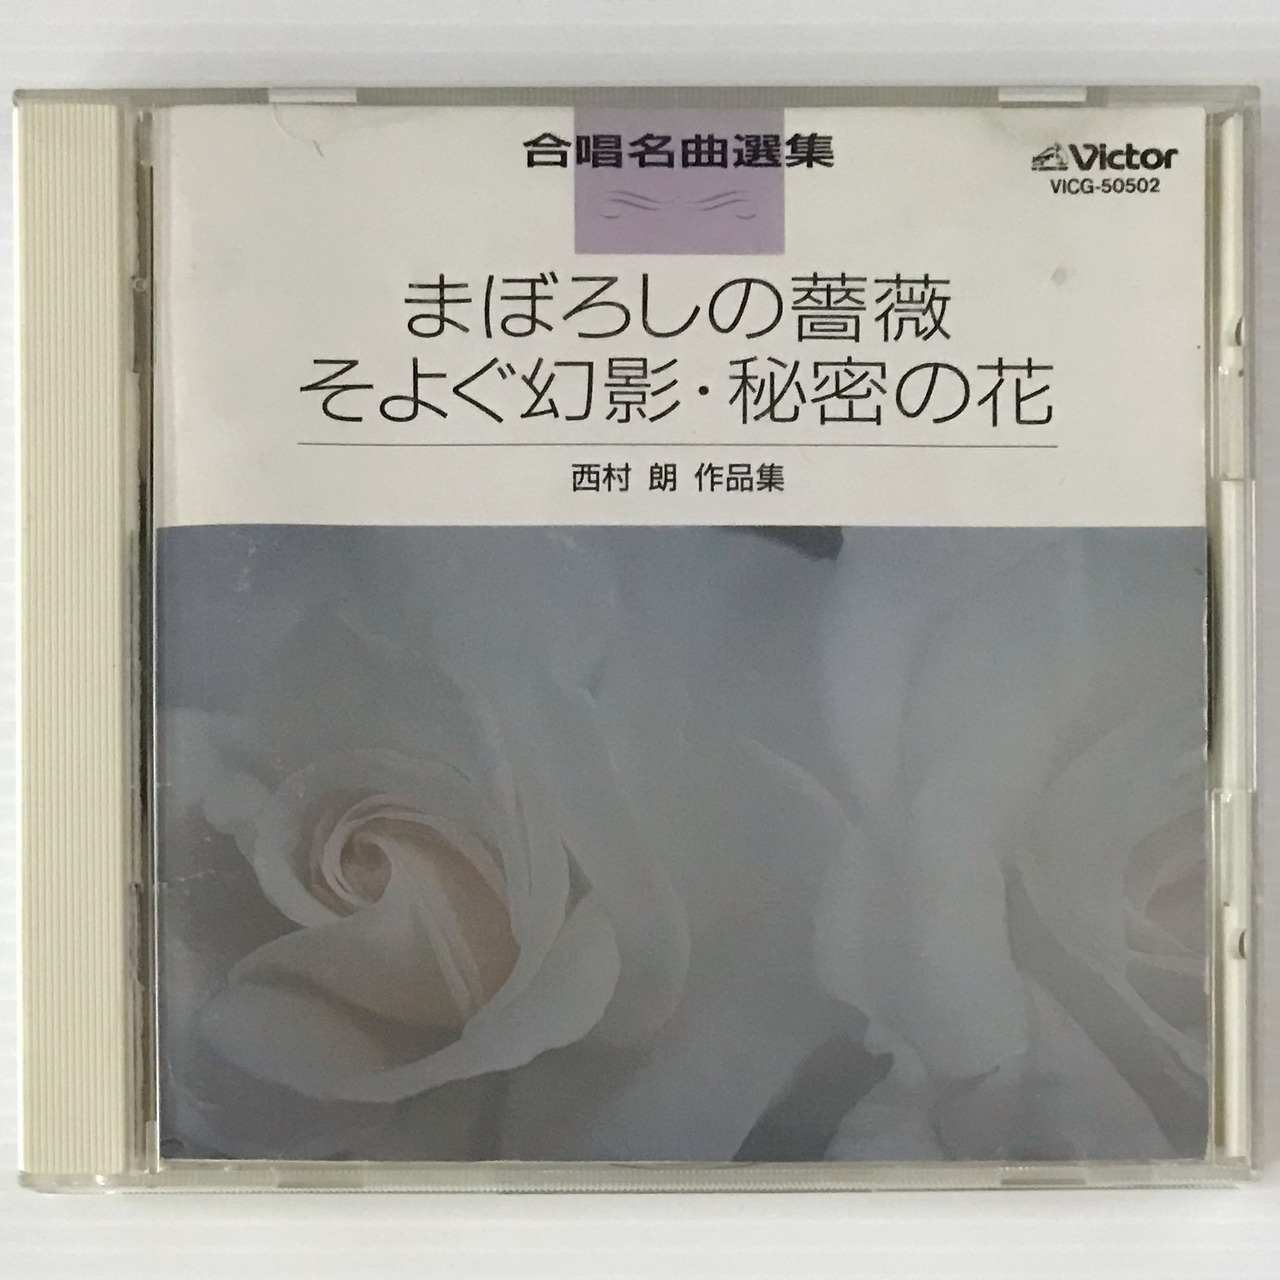 合唱名曲選集
Victor
VICG-50502
まぼろしの薔薇
そよぐ幻影・秘密の花
西村 朗 作品集